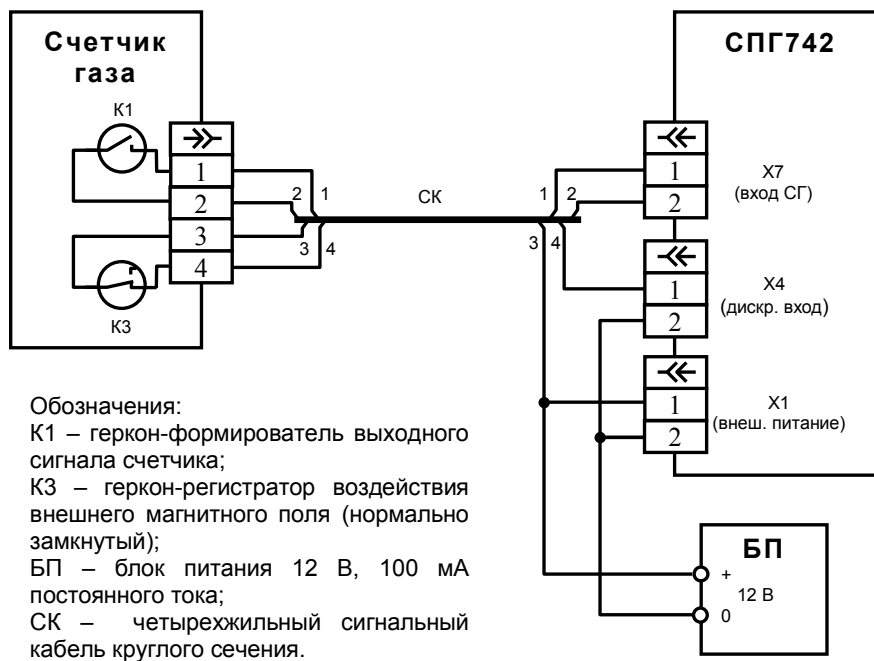 Счетчик
газа
К1
1
2
3
4
К3
2
1
3
4
СК
1
2
3
4
СПГ742
1
2
X7
(вход СГ)
1
2
X4
(дискр. вход)
1
2
X1
(внеш. питание)
БП
+
12 В
0
Обозначения:
К1 – геркон-формирователь выходного
сигнала счетчика;
К3 – геркон-регистратор воздействия
внешнего магнитного поля (нормально
замкнутый);
БП – блок питания 12 В, 100 мА
постоянного тока;
СК – четырехжильный сигнальный
кабель круглого сечения.